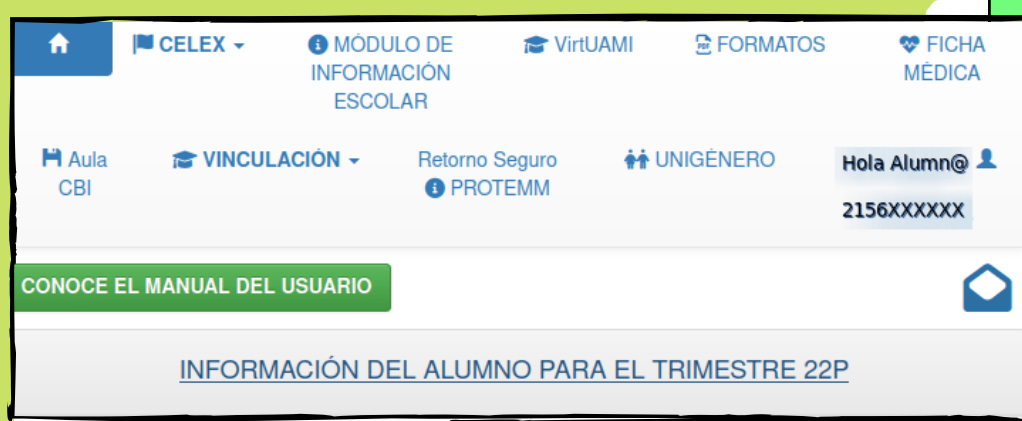 CELEX
MÓDULO DE
INFORMACIÓN
ESCOLAR
VirtUAMI
FORMATOS
FICHA
MÉDICA
Aula
CBI
VINCULACIÓN
Retorno Seguro
PROTEMM
UNIGÉNERO
Hola Alumn@
2156XXXXXX
CONOCE EL MANUAL DEL USUARIO
INFORMACIÓN DEL ALUMNO PARA EL TRIMESTRE 22P